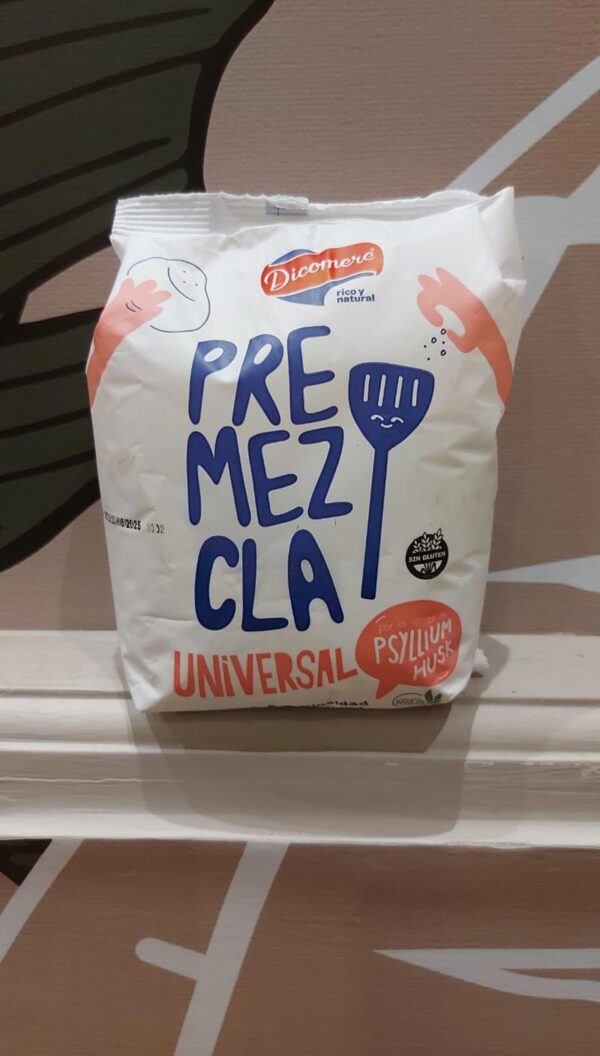 Dicomere
rico y
natural
PRE
MEZ
CLA
SIN GLUTEN
UNiVERSAL
PSYLLIUM
HUSK